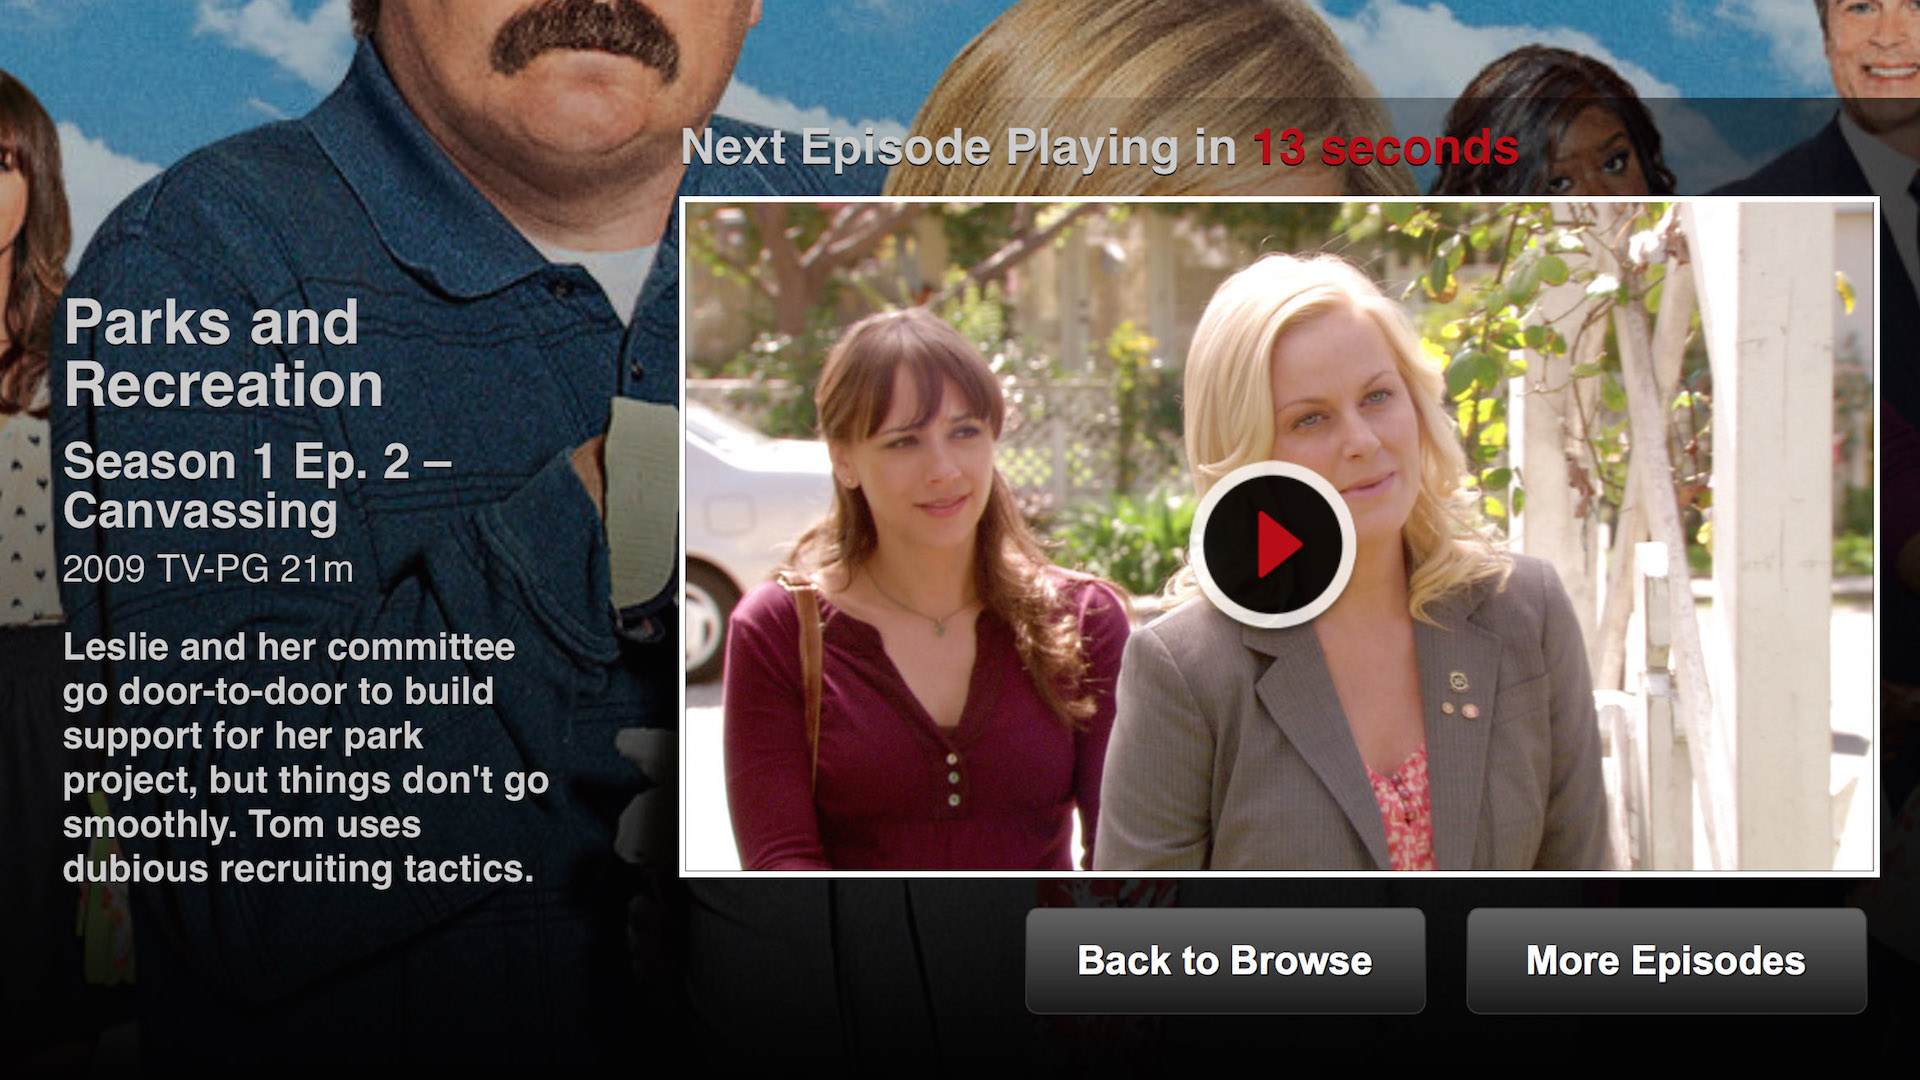 Next Episode Playing in 13 seconds
Parks and
Recreation
Season 1 Ep. 2 –
Canvassing
2009 TV-PG 21m
Leslie and her committee
go door-to-door to build
support for her park
project, but things don't go
smoothly. Tom uses
dubious recruiting tactics.
Back to Browse
More Episodes